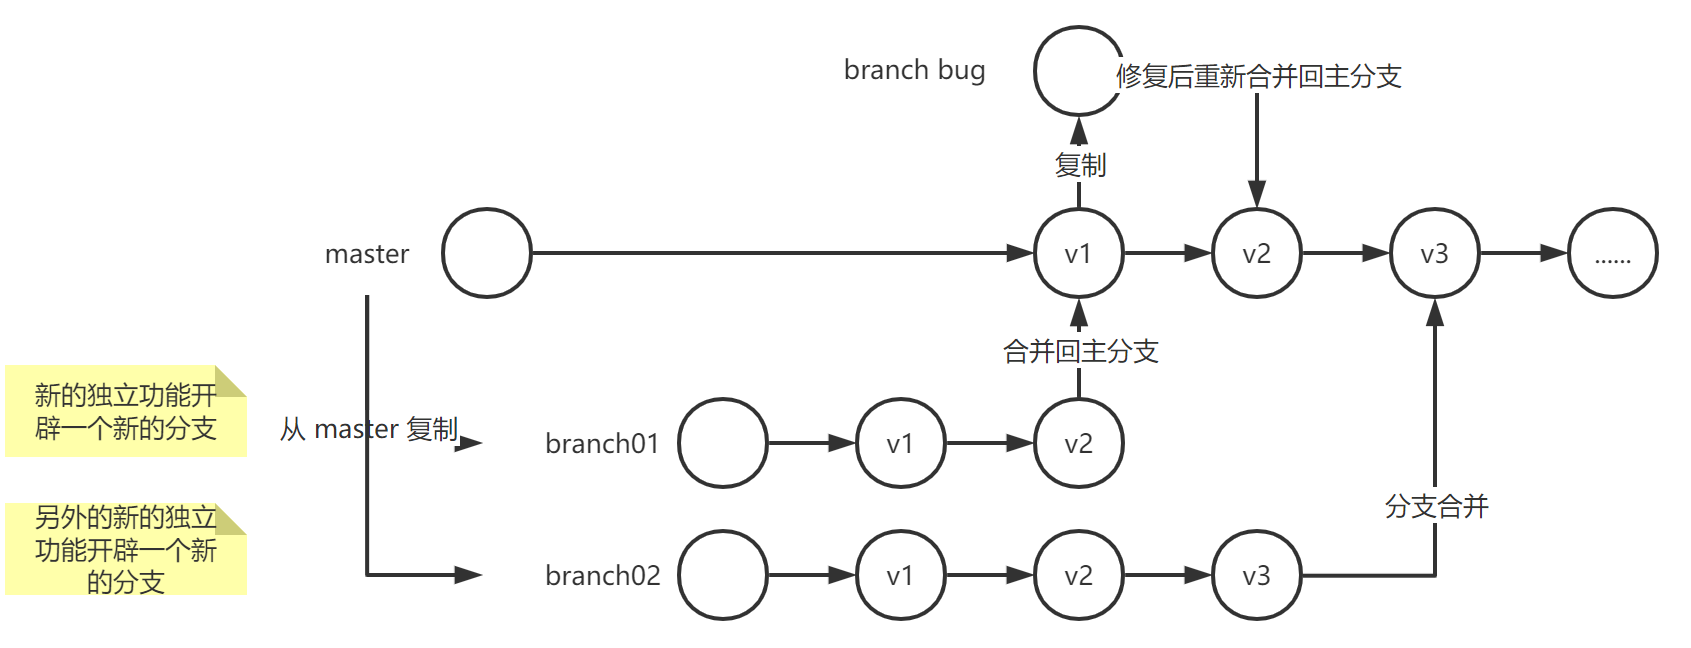 branch bug
修复后重新合并回主分支
复制
master
v1
v2
v3
......
合并回主分支
新的独立功能开
辟一个新的分支
从 master 复制
branch01
v1
v2
分支合并
另外的新的独立
功能开辟一个新
的分支
branch02
v1
v2
v3